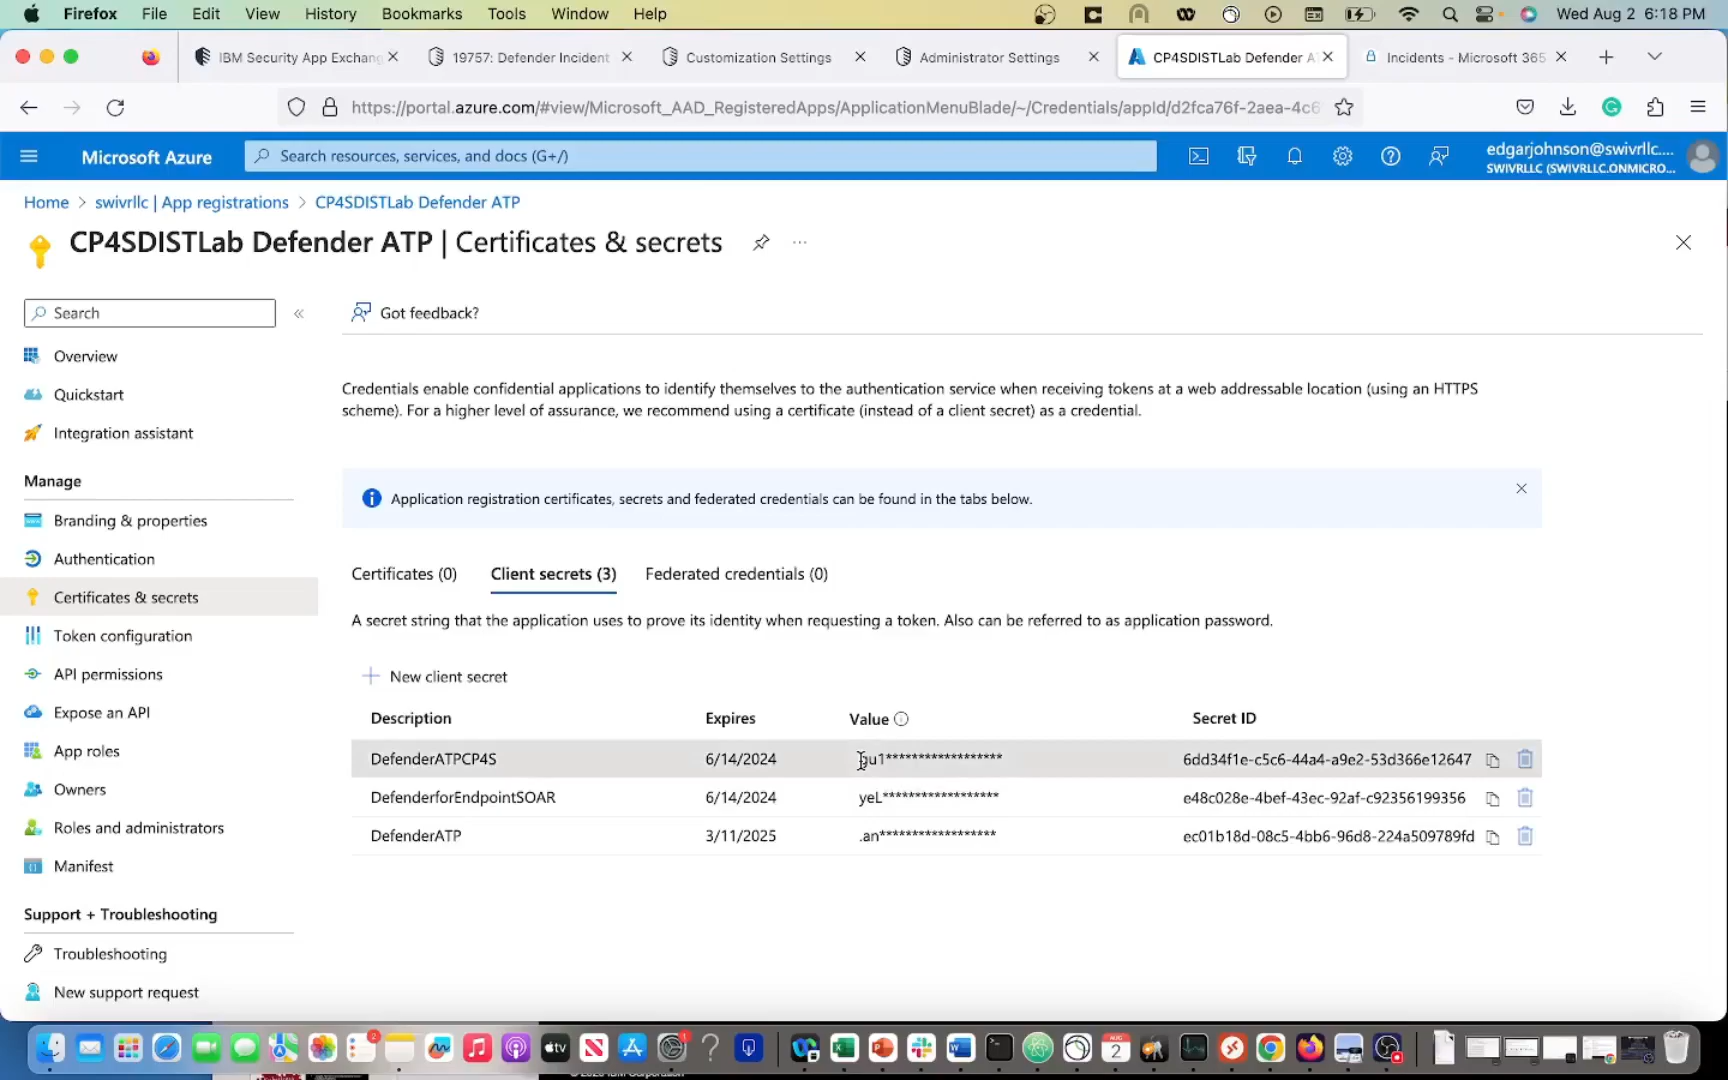 Firefox File Edit View History Bookmarks Tools Window Help Wed Aug 2 6:18 PM
IBM Security App Exchang 19757: Defender Incident Customization Settings Administrator Settings CP4SDISTLab Defender A Incidents - Microsoft 365
https://portal.azure.com/#view/Microsoft_AAD_RegisteredApps/ApplicationMenuBlade/~/Credentials/appId/d2fca76f-2aea-4c6
Microsoft Azure Search resources, services, and docs (G+/) edgarjohnson@swivrllc....
SWIVRLLC (SWIVRLLC.ONMICRO...
Home > swivrllc | App registrations > CP4SDISTLab Defender ATP
CP4SDISTLab Defender ATP | Certificates & secrets
Search
Got feedback?
Overview
Quickstart
Integration assistant
Manage
Branding & properties
Authentication
Certificates & secrets
Token configuration
API permissions
Expose an API
App roles
Owners
Roles and administrators
Manifest
Support + Troubleshooting
Troubleshooting
New support request
Credentials enable confidential applications to identify themselves to the authentication service when receiving tokens at a web addressable location (using an HTTPS
scheme). For a higher level of assurance, we recommend using a certificate (instead of a client secret) as a credential.
Application registration certificates, secrets and federated credentials can be found in the tabs below.
Certificates (0) Client secrets (3) Federated credentials (0)
A secret string that the application uses to prove its identity when requesting a token. Also can be referred to as application password.
New client secret
Description Expires Value Secret ID
DefenderATPCP4S 6/14/2024 u1****************** 6dd34f1e-c5c6-44a4-a9e2-53d366e12647
DefenderforEndpointSOAR 6/14/2024 yeL****************** e48c028e-4bef-43ec-92af-c92356199356
DefenderATP 3/11/2025 .an****************** ec01b18d-08c5-4bb6-96d8-224a509789fd
tv
AUG
2